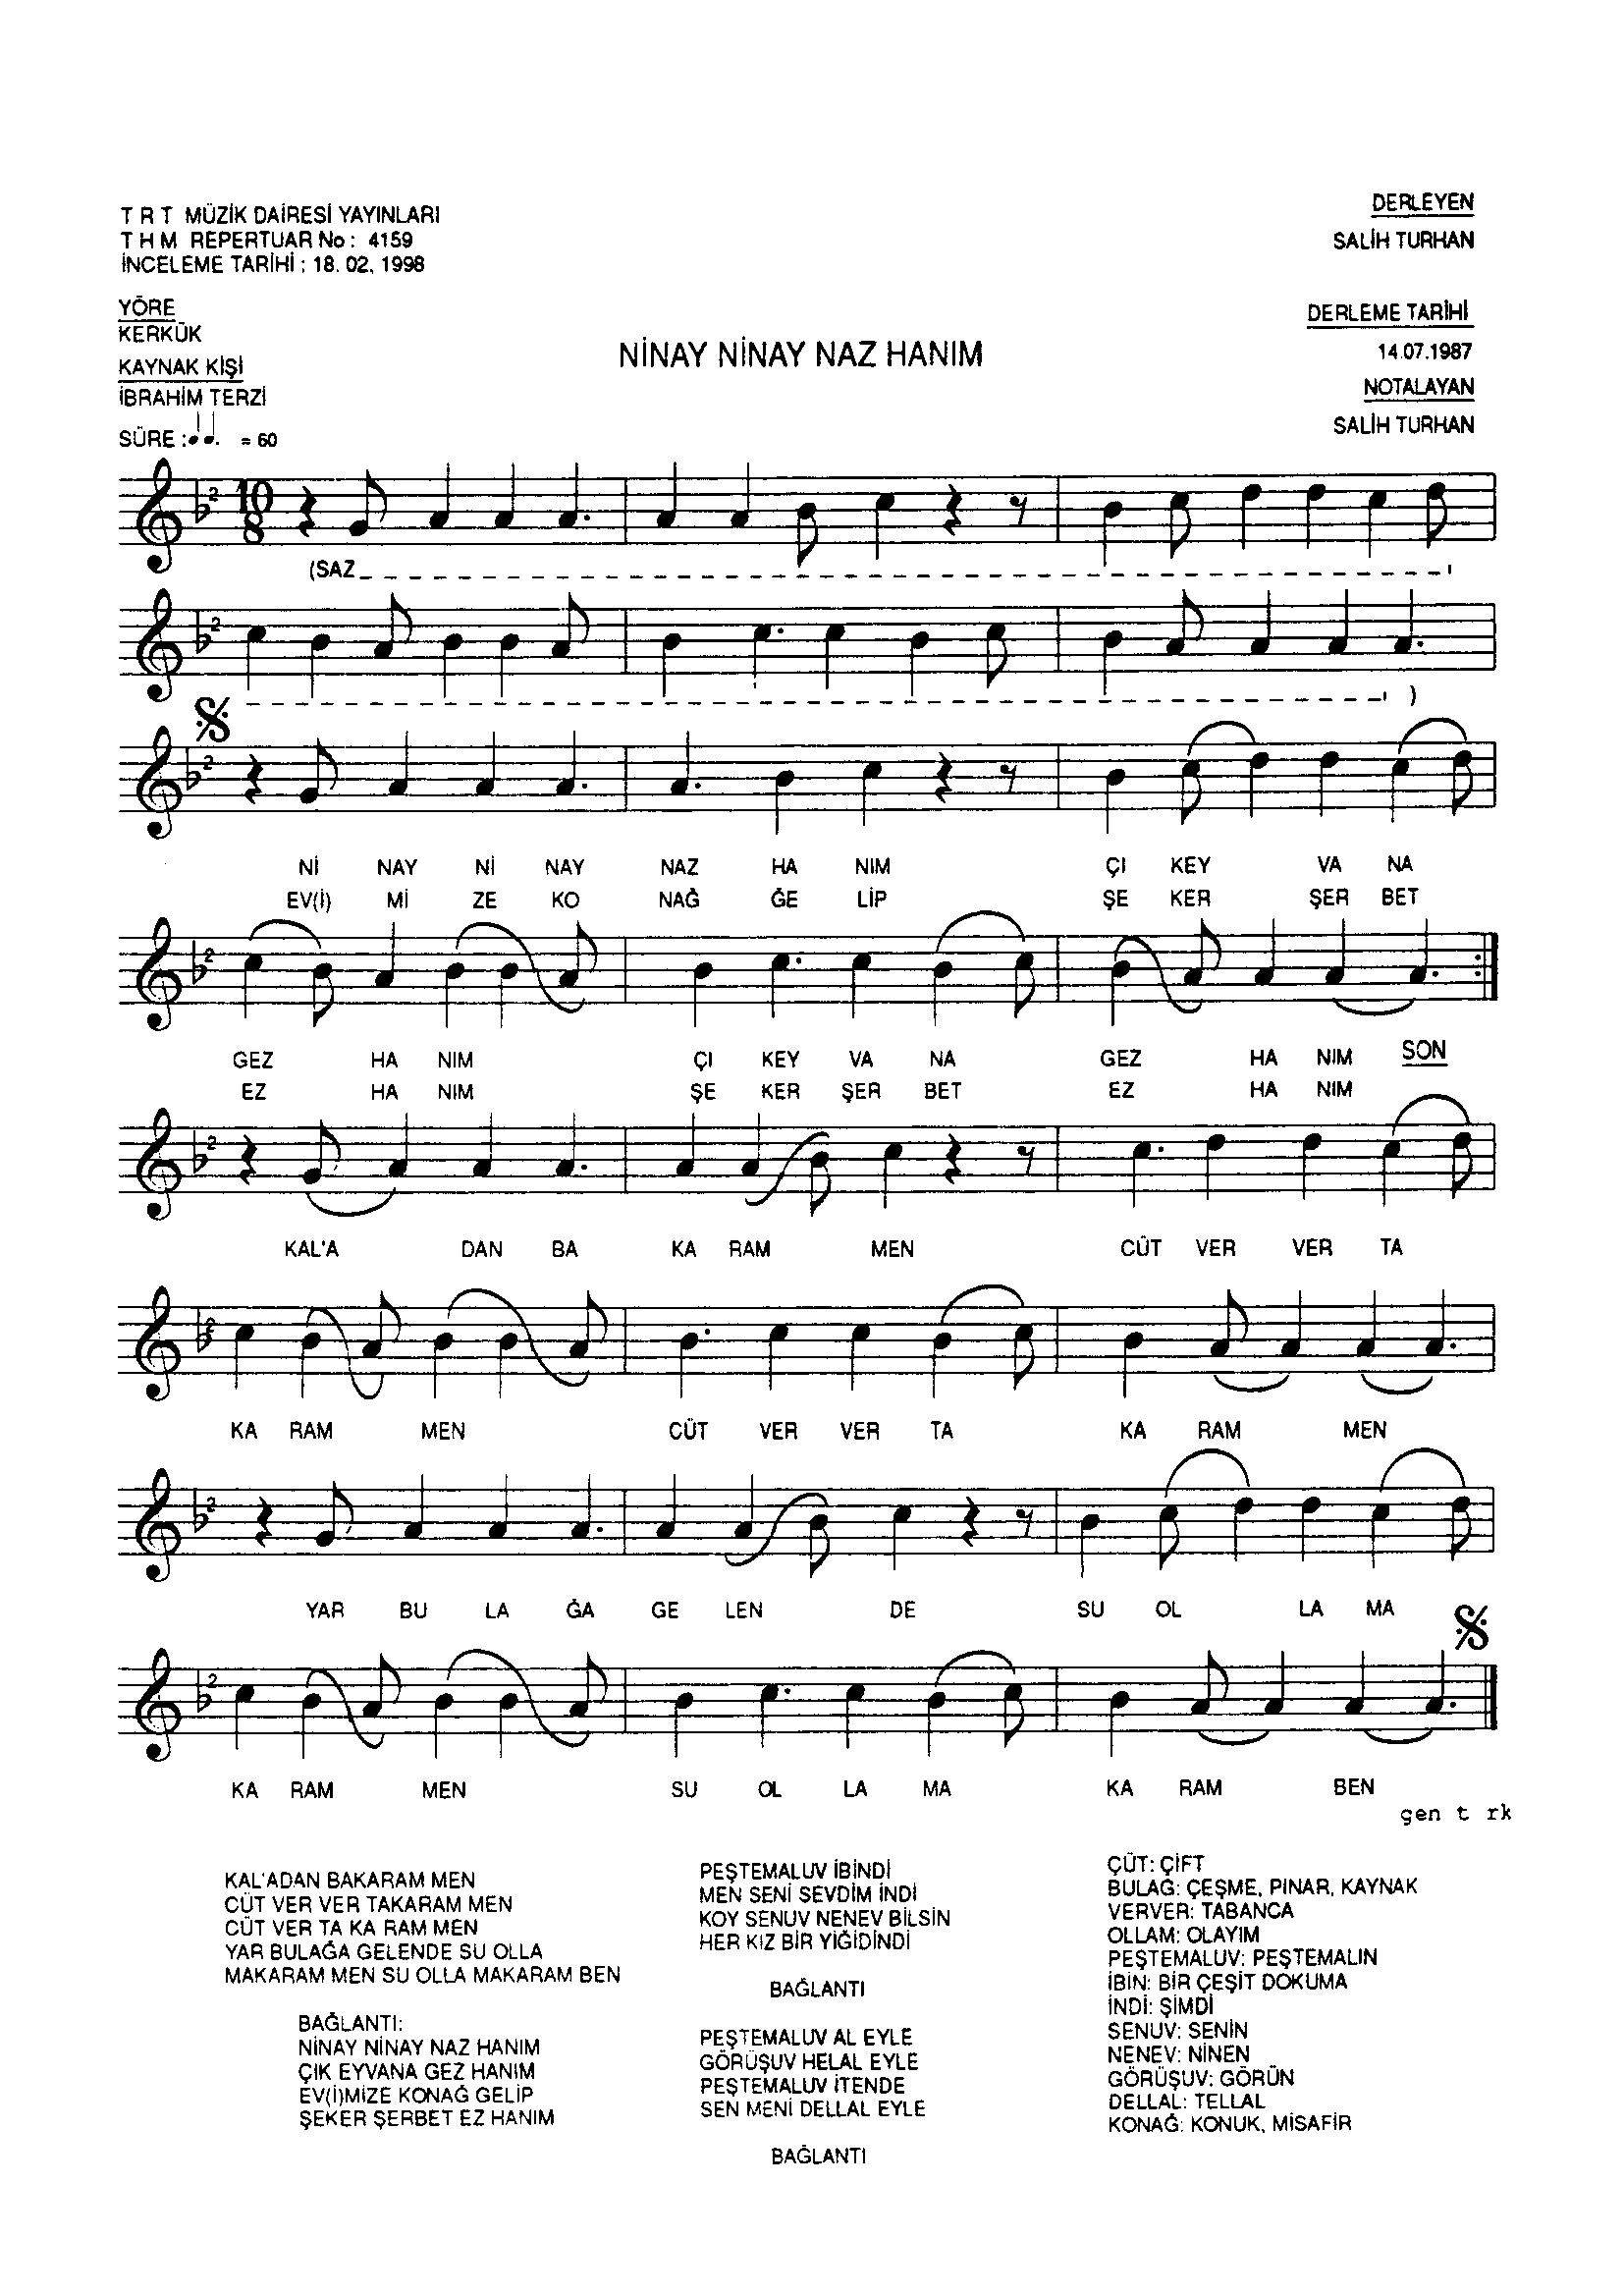 T R T MÜZİK DAİRESİ YAYINLARI
T H M REPERTUAR No : 4159
İNCELEME TARİHİ ; 18. 02. 1998
DERLEYEN
SALİH TURHAN
YÖRE
KERKÜK
KAYNAK KİŞİ
İBRAHİM TERZİ
SÜRE : = 60
NİNAY NİNAY NAZ HANIM
DERLEME TARİHİ
14.07.1987
NOTALAYAN
SALİH TURHAN
2 10 8
(SAZ )
2
2
Nİ NAY Nİ NAY NAZ HA NIM ÇI KEY VA NA
EV(İ) Mİ ZE KO NAĞ ĞE LİP ŞE KER ŞER BET
2
GEZ HA NIM ÇI KEY VA NA GEZ HA NIM SON
EZ HA NIM ŞE KER ŞER BET EZ HA NIM
2
KAL'A DAN BA KA RAM MEN CÜT VER VER TA
2
KA RAM MEN CÜT VER VER TA KA RAM MEN
2
YAR BU LA ĞA GE LEN DE SU OL LA MA
2
KA RAM MEN SU OL LA MA KA RAM BEN
gen t rk
KAL'ADAN BAKARAM MEN
CÜT VER VER TAKARAM MEN
CÜT VER TA KA RAM MEN
YAR BULAĞA GELENDE SU OLLA
MAKARAM MEN SU OLLA MAKARAM BEN
BAĞLANTI:
NİNAY NİNAY NAZ HANIM
ÇIK EYVANA GEZ HANIM
EV(İ)MİZE KONAĞ GELİP
ŞEKER ŞERBET EZ HANIM
PEŞTEMALUV İBİNDİ
MEN SENİ SEVDİM İNDİ
KOY SENUV NENEV BİLSİN
HER KIZ BİR YİĞİDİNDİ
BAĞLANTI
PEŞTEMALUV AL EYLE
GÖRÜŞUV HELAL EYLE
PEŞTEMALUV İTENDE
SEN MENİ DELLAL EYLE
BAĞLANTI
ÇÜT: ÇİFT
BULAĞ: ÇEŞME, PINAR, KAYNAK
VERVER: TABANCA
OLLAM: OLAYIM
PEŞTEMALUV: PEŞTEMALIN
İBİN: BİR ÇEŞİT DOKUMA
İNDİ: ŞİMDİ
SENUV: SENİN
NENEV: NİNEN
GÖRÜŞUV: GÖRÜN
DELLAL: TELLAL
KONAĞ: KONUK, MİSAFİR